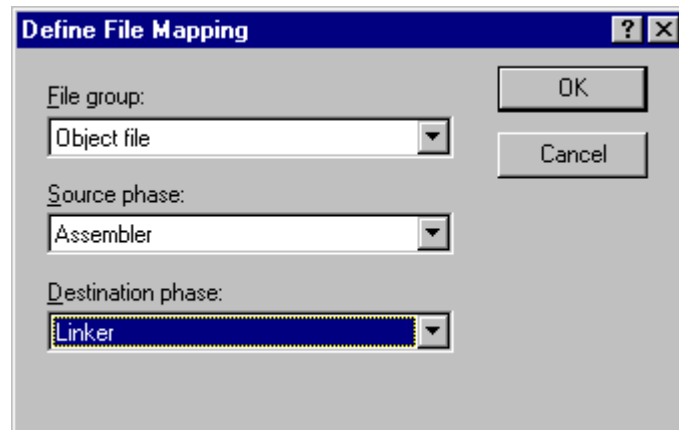 Define File Mapping
File group:
Object file
Source phase:
Assembler
Destination phase:
Linker
OK
Cancel